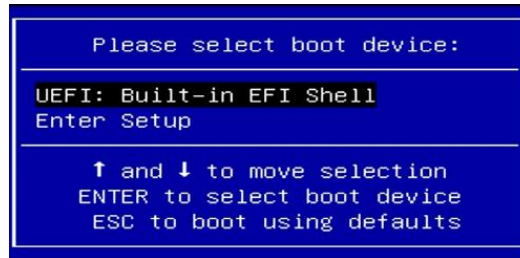 Please select boot device:
UEFI: Built-in EFI Shell
Enter Setup
↑ and ↓ to move selection
ENTER to select boot device
ESC to boot using defaults